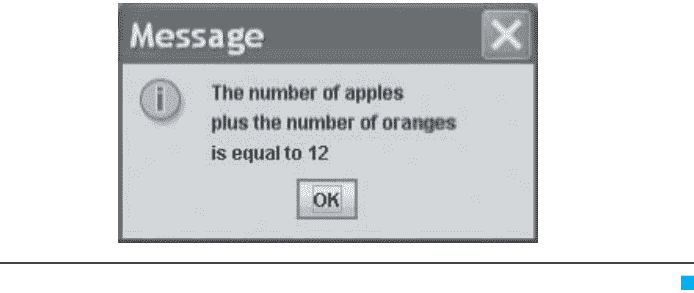 Message
The number of apples
plus the number of oranges
is equal to 12
OK